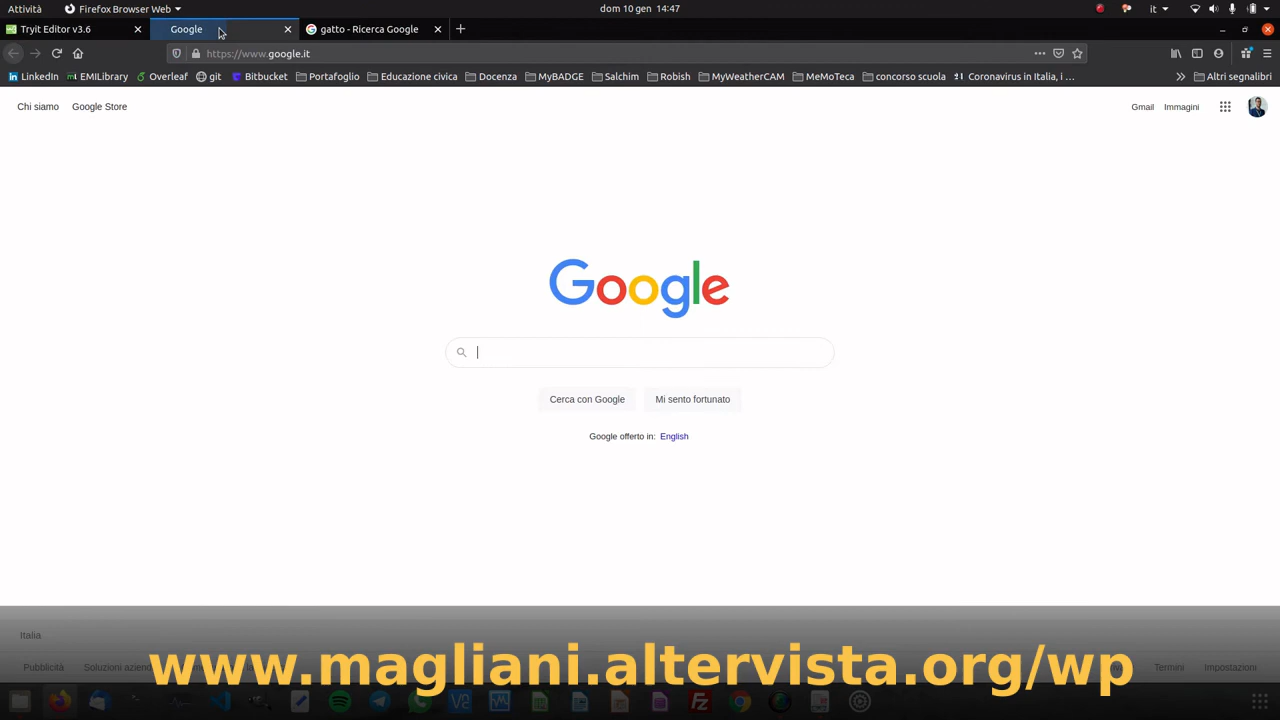 Attività Firefox Browser Web dom 10 gen 14:47 it
Tryit Editor v3.6 Google gatto - Ricerca Google
https://www.google.it
LinkedIn EMILibrary Overleaf git Bitbucket Portafoglio Educazione civica Docenza MyBADGE Salchim Robish MyWeatherCAM MeMoTeca concorso scuola Coronavirus in Italia, i … Altri segnalibri
Chi siamo Google Store Gmail Immagini
Google
Cerca con Google Mi sento fortunato
Google offerto in: English
Italia
Pubblicità Soluzioni aziend Termini Impostazioni
www.magliani.altervista.org/wp